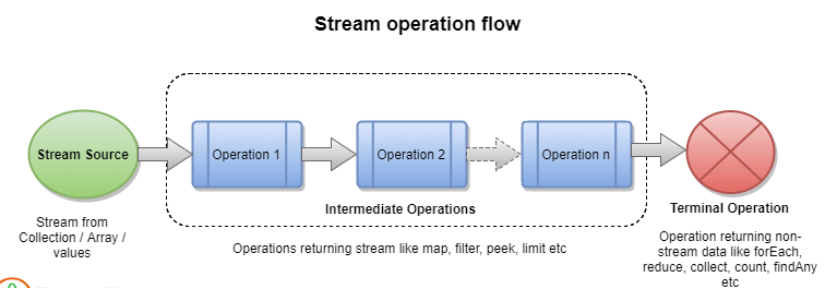 Stream operation flow
Stream Source
Operation 1
Operation 2
Operation n
Intermediate Operations
Terminal Operation
Stream from
Collection / Array /
values
Operations returning stream like map, filter, peek, limit etc
Operation returning non-
stream data like forEach,
reduce, collect, count, findAny
etc